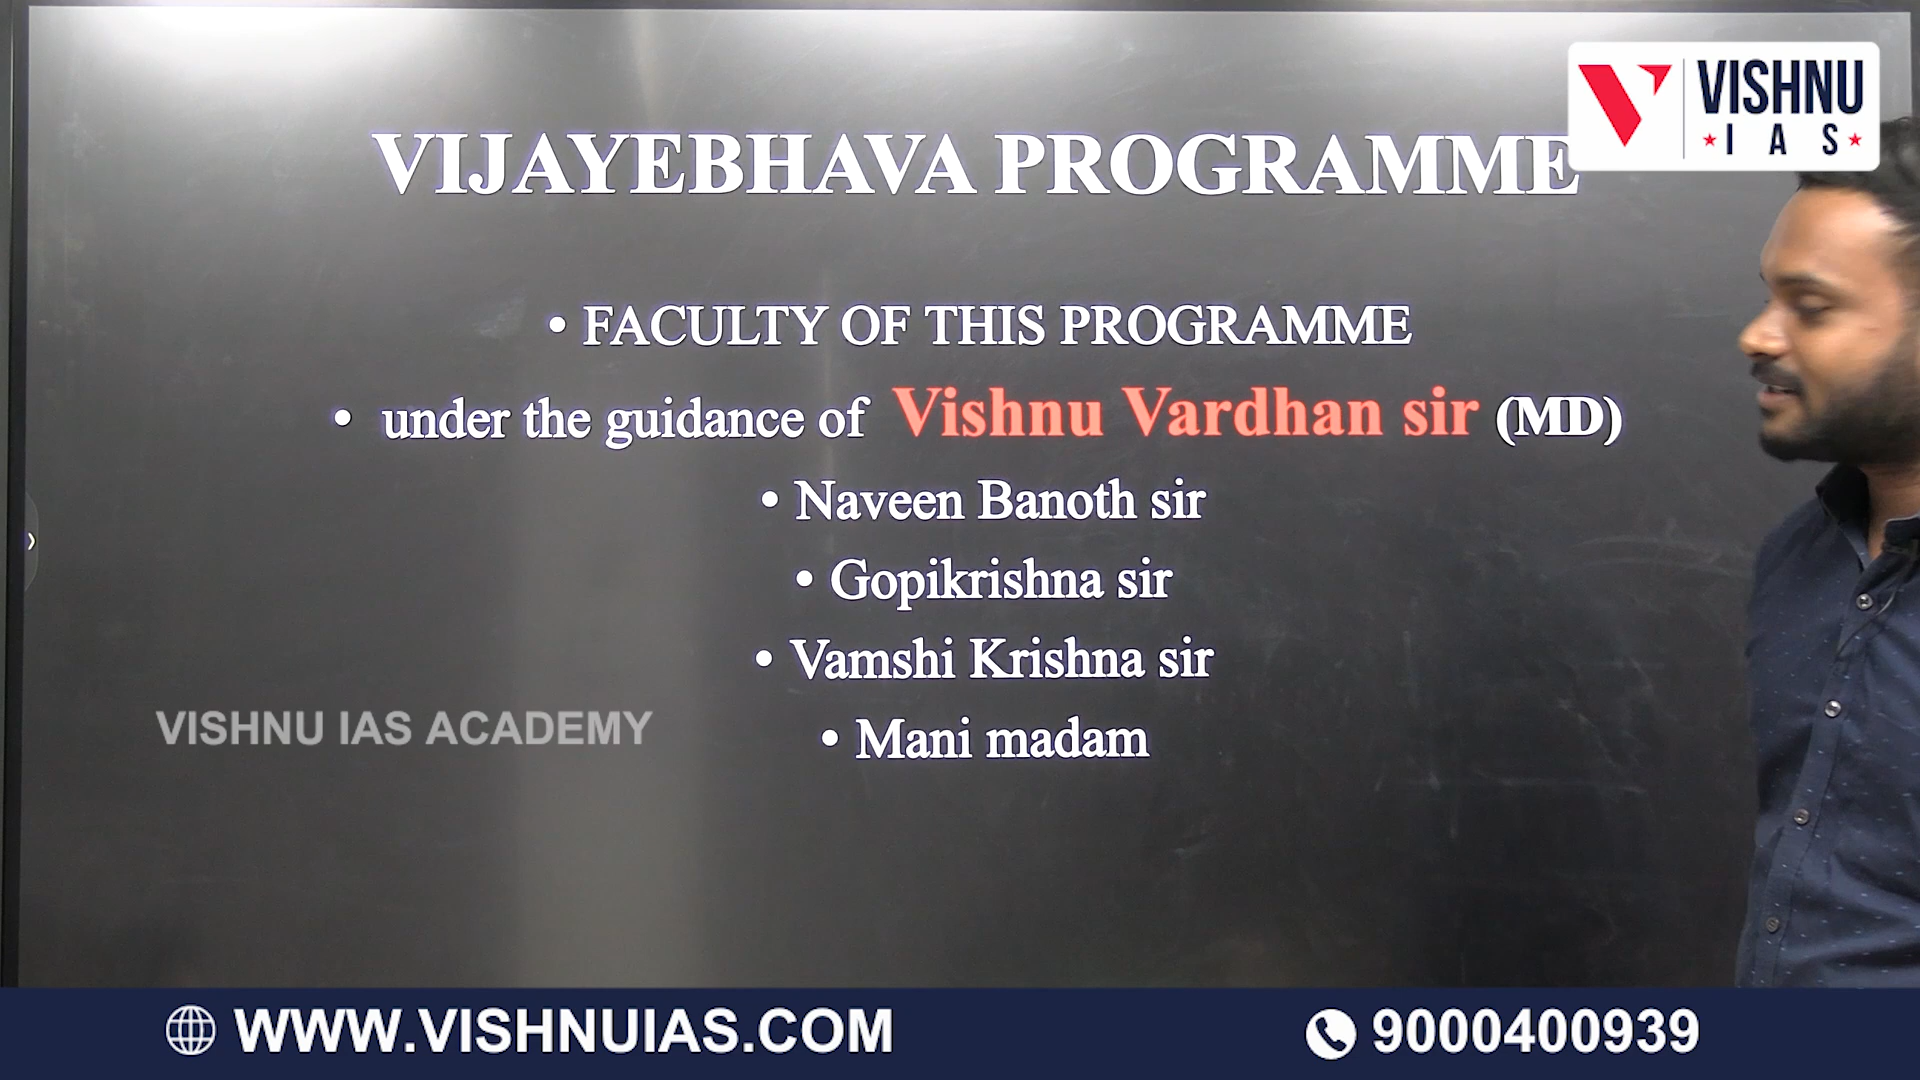 VISHNU
IAS
VIJAYEBHAVA PROGRAMME
• FACULTY OF THIS PROGRAMME
• under the guidance of Vishnu Vardhan sir (MD)
• Naveen Banoth sir
• Gopikrishna sir
• Vamshi Krishna sir
• Mani madam
VISHNU IAS ACADEMY
WWW.VISHNUIAS.COM
9000400939